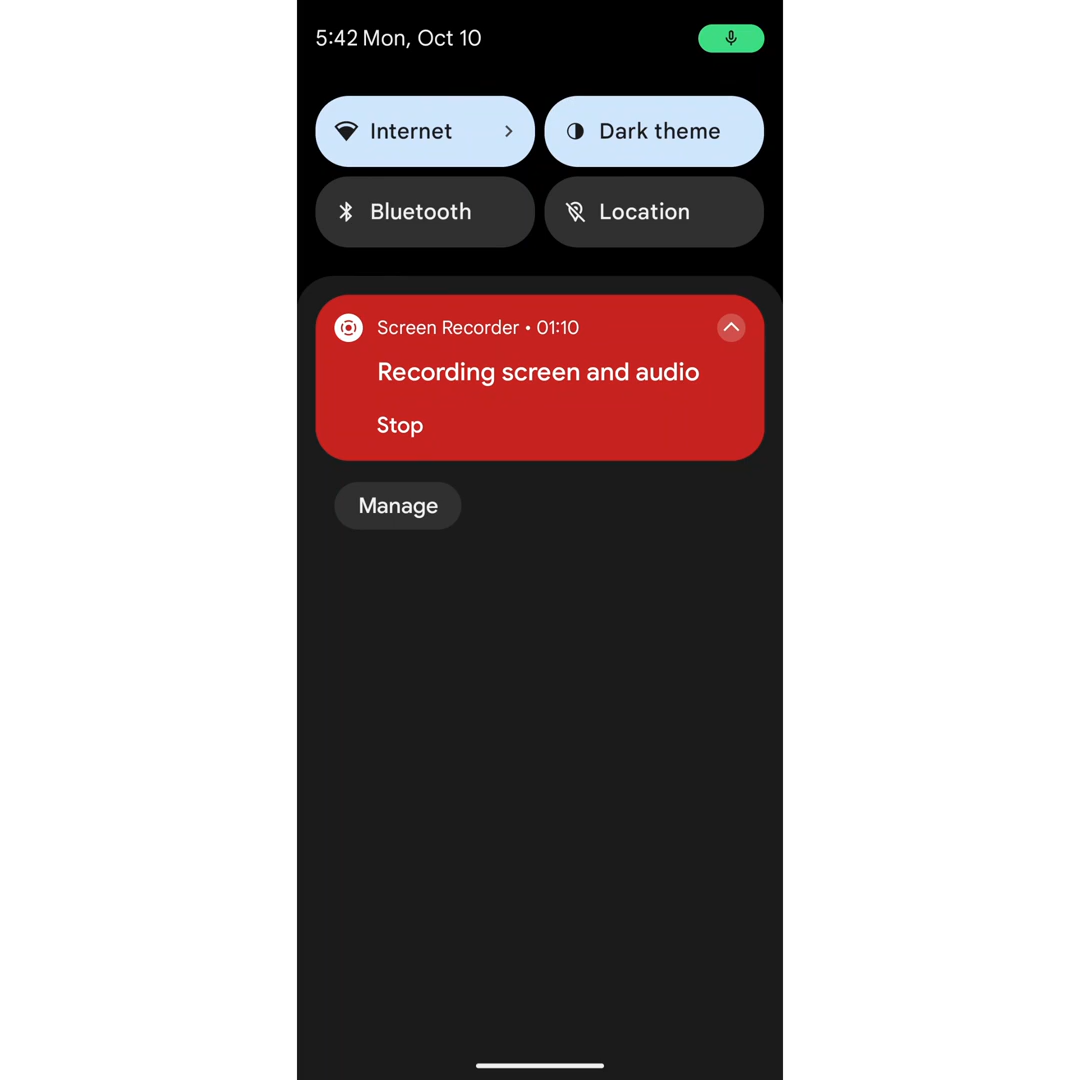 5:42 Mon, Oct 10
Internet
Dark theme
Bluetooth
Location
Screen Recorder • 01:10
Recording screen and audio
Stop
Manage